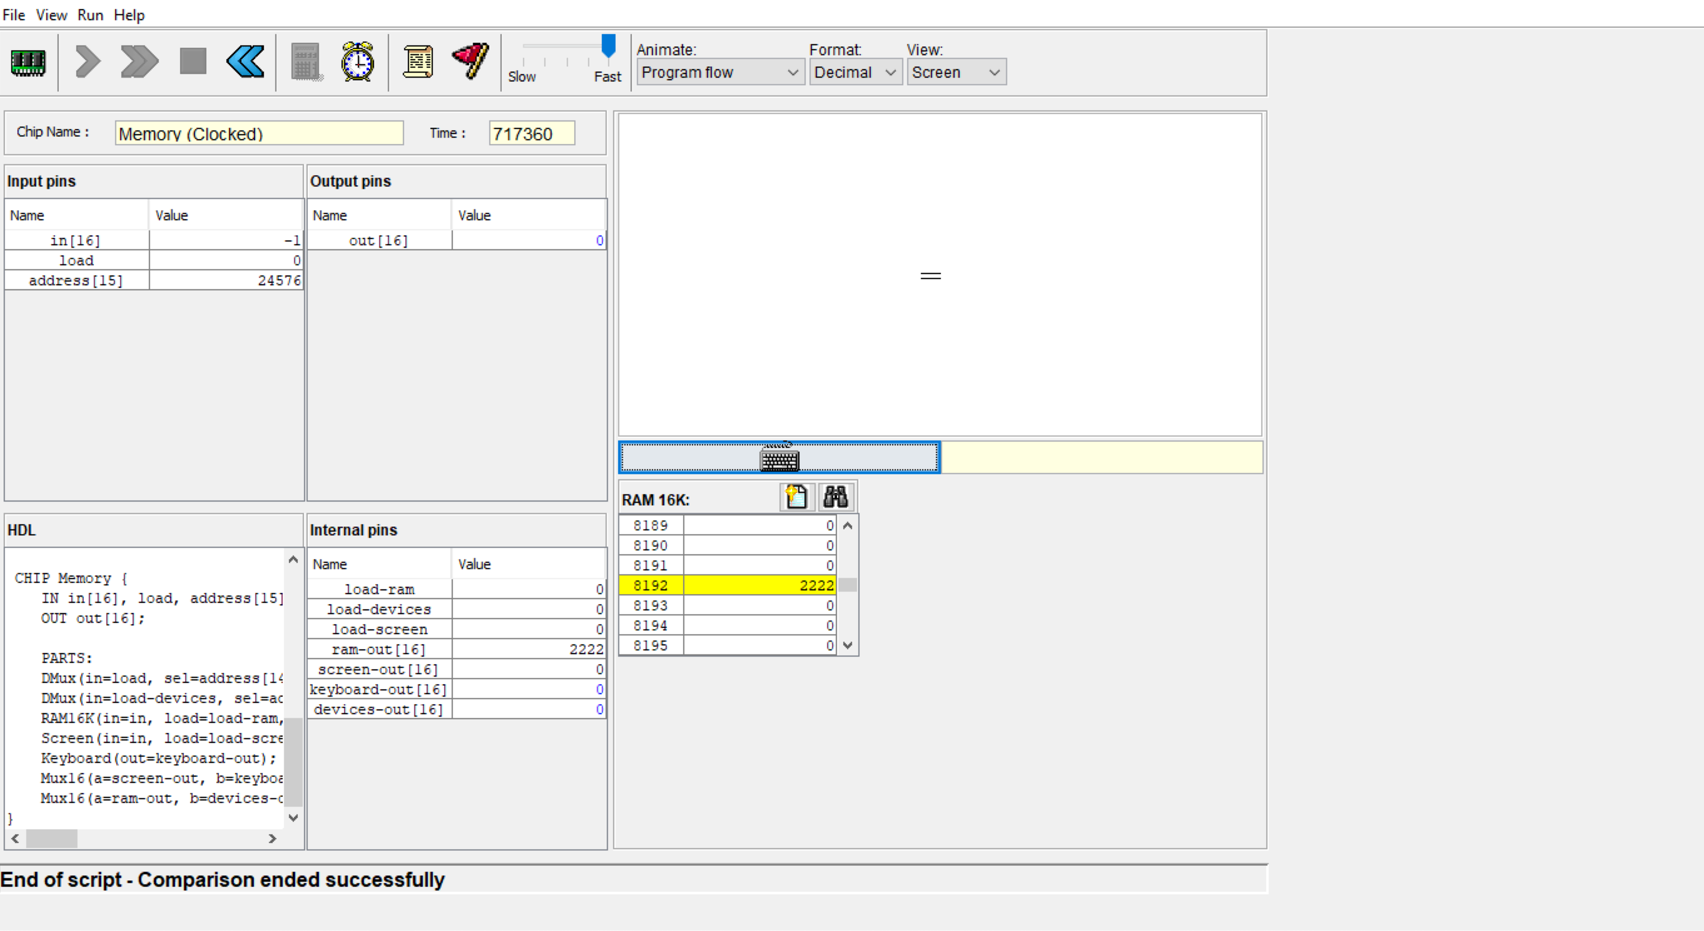 File View Run Help
Slow Fast
Animate: Format: View:
Program flow Decimal Screen
Chip Name : Memory (Clocked) Time : 717360
Input pins
Name Value
in[16] -1
load 0
address[15] 24576
Output pins
Name Value
out[16] 0
HDL
CHIP Memory {
IN in[16], load, address[15]
OUT out[16];
PARTS:
DMux(in=load, sel=address[14
DMux(in=load-devices, sel=ad
RAM16K(in=in, load=load-ram,
Screen(in=in, load=load-scre
Keyboard(out=keyboard-out);
Mux16(a=screen-out, b=keyboa
Mux16(a=ram-out, b=devices-o
}
Internal pins
Name Value
load-ram 0
load-devices 0
load-screen 0
ram-out[16] 2222
screen-out[16] 0
keyboard-out[16] 0
devices-out[16] 0
RAM 16K:
8189 0
8190 0
8191 0
8192 2222
8193 0
8194 0
8195 0
End of script - Comparison ended successfully